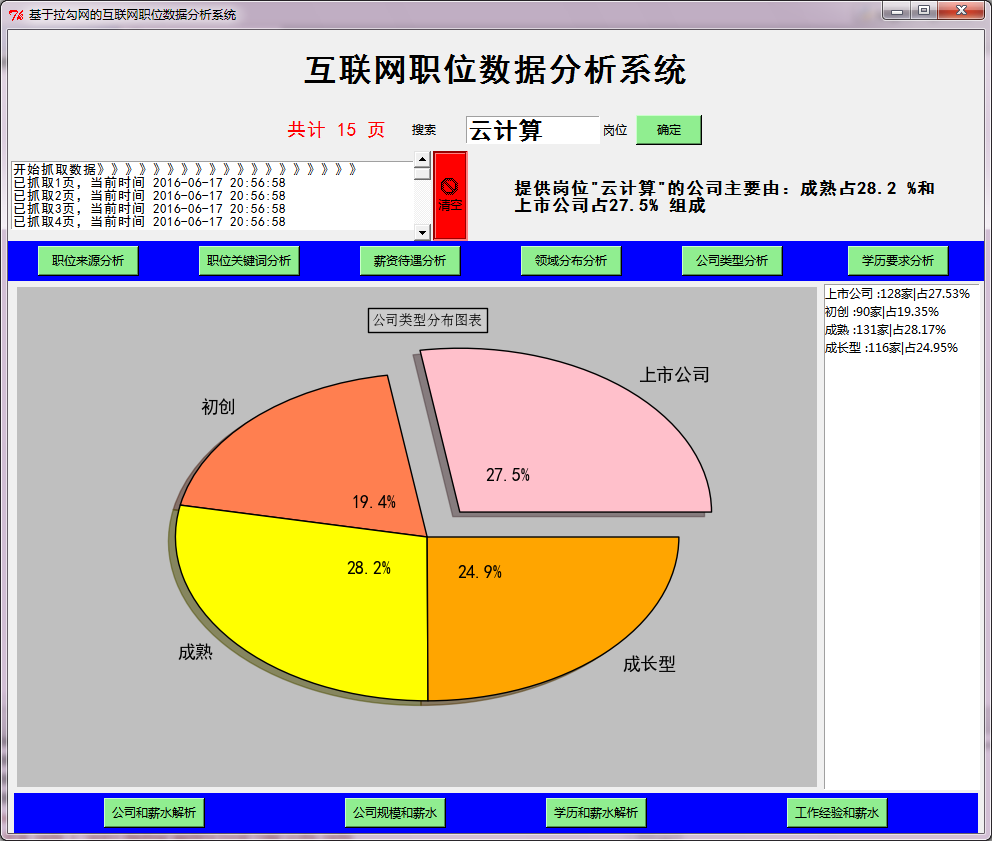 基于拉勾网的互联网职位数据分析系统
互联网职位数据分析系统
共计 15 页 搜索 云计算 岗位 确定
开始抓取数据》》》》》》》》》》》》》》》》》》》
已抓取1页, 当前时间 2016-06-17 20:56:58
已抓取2页, 当前时间 2016-06-17 20:56:58
已抓取3页, 当前时间 2016-06-17 20:56:58
已抓取4页, 当前时间 2016-06-17 20:56:58
清空
提供岗位"云计算"的公司主要由: 成熟占28.2 %和
上市公司占27.5% 组成
职位来源分析 职位关键词分析 薪资待遇分析 领域分布分析 公司类型分析 学历要求分析
公司类型分布图表
上市公司
初创
27.5%
19.4%
28.2%
24.9%
成熟
成长型
上市公司 :128家|占27.53%
初创 :90家|占19.35%
成熟 :131家|占28.17%
成长型 :116家|占24.95%
公司和薪水解析 公司规模和薪水 学历和薪水解析 工作经验和薪水